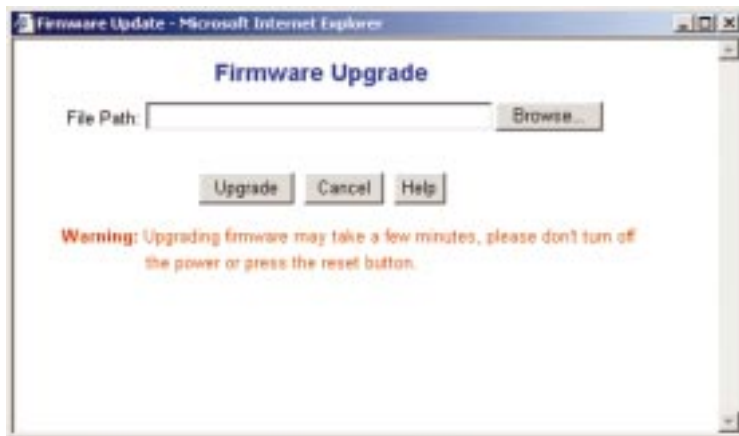 Firmware Update - Microsoft Internet Explorer
Firmware Upgrade
File Path: Browse...
Upgrade Cancel Help
Warning: Upgrading firmware may take a few minutes, please don't turn off
the power or press the reset button.